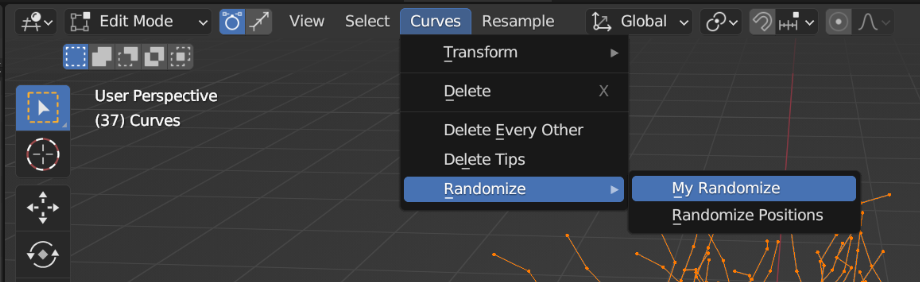 Edit Mode View Select Curves Resample Global
Transform
Delete X
User Perspective
(37) Curves
Delete Every Other
Delete Tips
Randomize
My Randomize
Randomize Positions